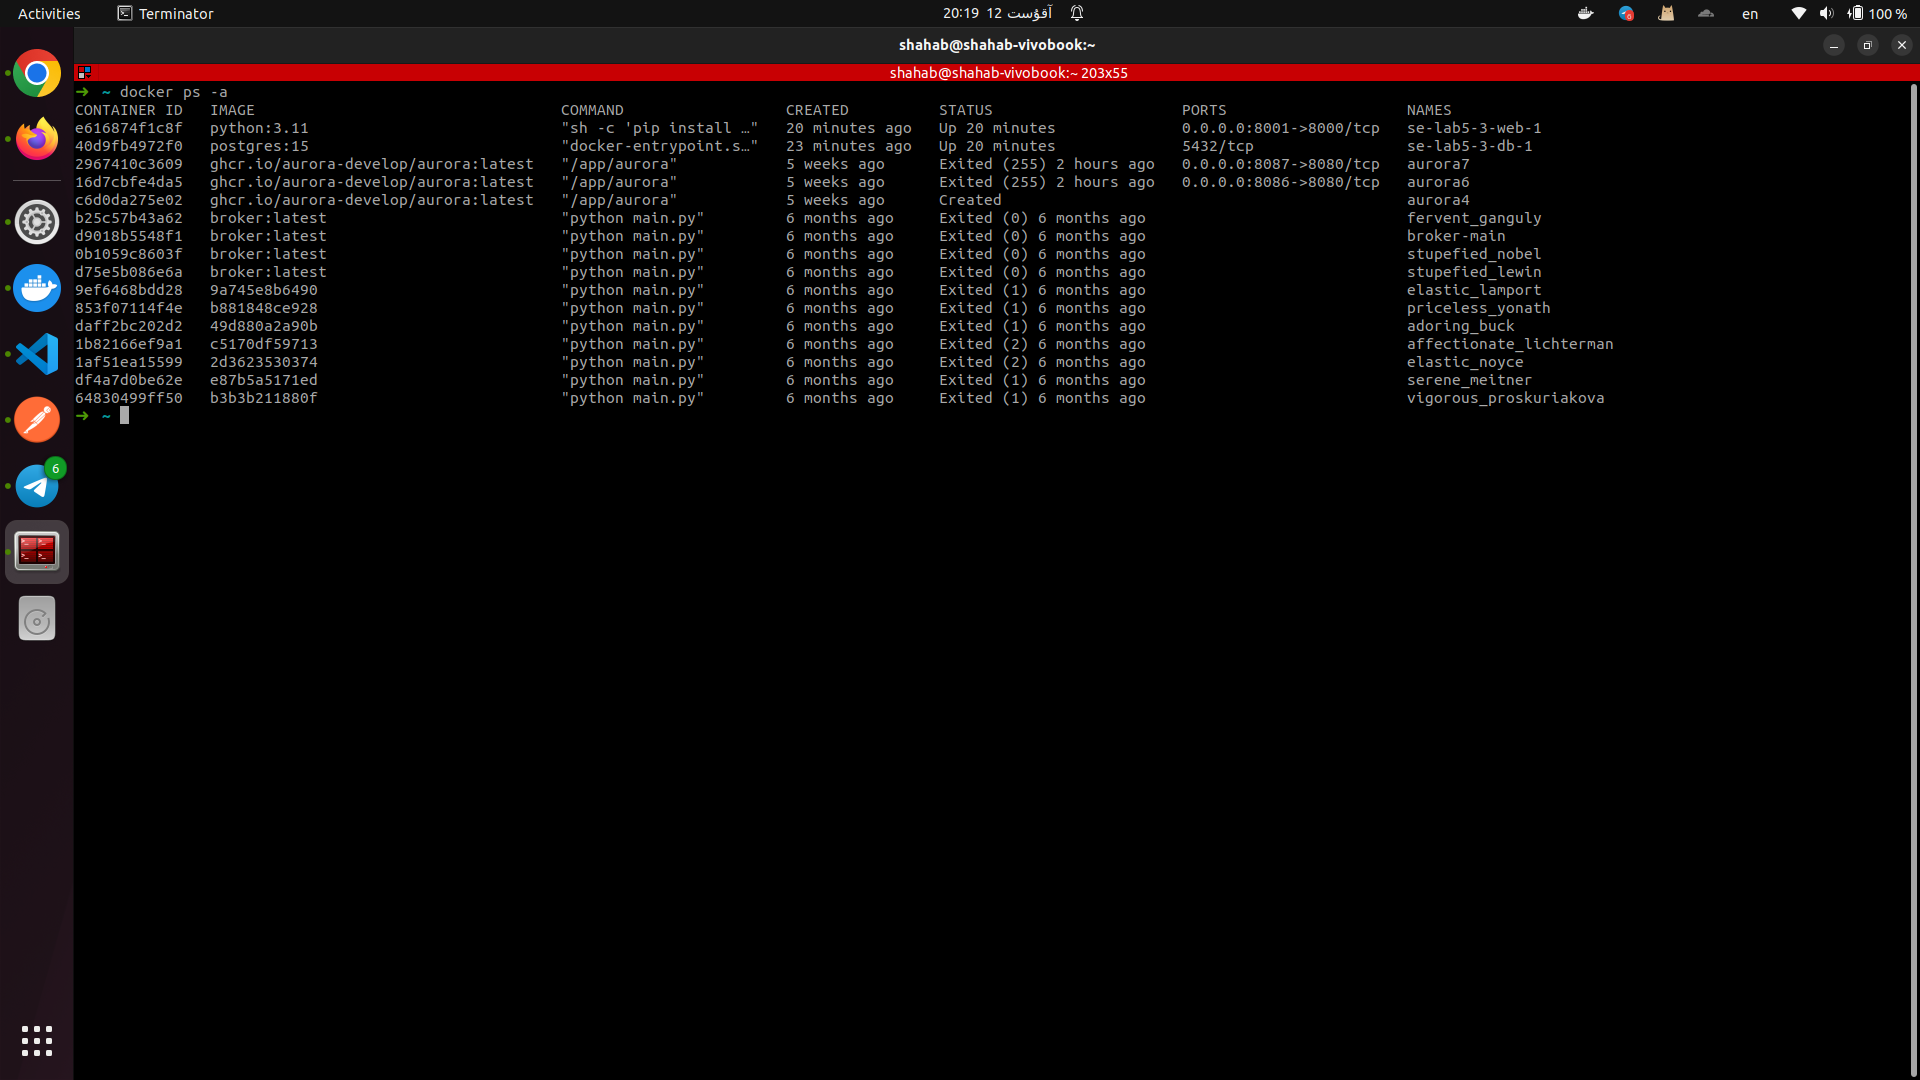 Activities Terminator 20:19 12 آقۇست en 100 %
shahab@shahab-vivobook:~
shahab@shahab-vivobook:~ 203x55
➜ ~ docker ps -a
CONTAINER ID IMAGE COMMAND CREATED STATUS PORTS NAMES
e616874f1c8f python:3.11 "sh -c 'pip install …" 20 minutes ago Up 20 minutes 0.0.0.0:8001->8000/tcp se-lab5-3-web-1
40d9fb4972f0 postgres:15 "docker-entrypoint.s…" 23 minutes ago Up 20 minutes 5432/tcp se-lab5-3-db-1
2967410c3609 ghcr.io/aurora-develop/aurora:latest "/app/aurora" 5 weeks ago Exited (255) 2 hours ago 0.0.0.0:8087->8080/tcp aurora7
16d7cbfe4da5 ghcr.io/aurora-develop/aurora:latest "/app/aurora" 5 weeks ago Exited (255) 2 hours ago 0.0.0.0:8086->8080/tcp aurora6
c6d0da275e02 ghcr.io/aurora-develop/aurora:latest "/app/aurora" 5 weeks ago Created aurora4
b25c57b43a62 broker:latest "python main.py" 6 months ago Exited (0) 6 months ago fervent_ganguly
d9018b5548f1 broker:latest "python main.py" 6 months ago Exited (0) 6 months ago broker-main
0b1059c8603f broker:latest "python main.py" 6 months ago Exited (0) 6 months ago stupefied_nobel
d75e5b086e6a broker:latest "python main.py" 6 months ago Exited (0) 6 months ago stupefied_lewin
9ef6468bdd28 9a745e8b6490 "python main.py" 6 months ago Exited (1) 6 months ago elastic_lamport
853f07114f4e b881848ce928 "python main.py" 6 months ago Exited (1) 6 months ago priceless_yonath
daff2bc202d2 49d880a2a90b "python main.py" 6 months ago Exited (1) 6 months ago adoring_buck
1b82166ef9a1 c5170df59713 "python main.py" 6 months ago Exited (2) 6 months ago affectionate_lichterman
1af51ea15599 2d3623530374 "python main.py" 6 months ago Exited (2) 6 months ago elastic_noyce
df4a7d0be62e e87b5a5171ed "python main.py" 6 months ago Exited (1) 6 months ago serene_meitner
64830499ff50 b3b3b211880f "python main.py" 6 months ago Exited (1) 6 months ago vigorous_proskuriakova
➜ ~
6